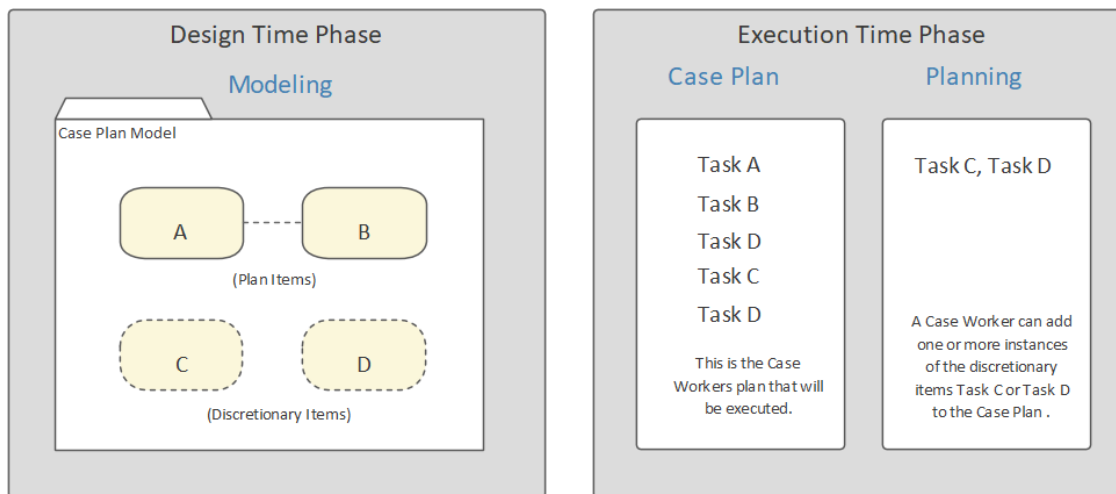 Design Time Phase
Modeling
Case Plan Model
A
B
(Plan Items)
C
D
(Discretionary Items)
Execution Time Phase
Case Plan
Task A
Task B
Task D
Task C
Task D
This is the Case
Workers plan that will
be executed.
Planning
Task C, Task D
A Case Worker can add
one or more instances
of the discretionary
items Task C or Task D
to the Case Plan .